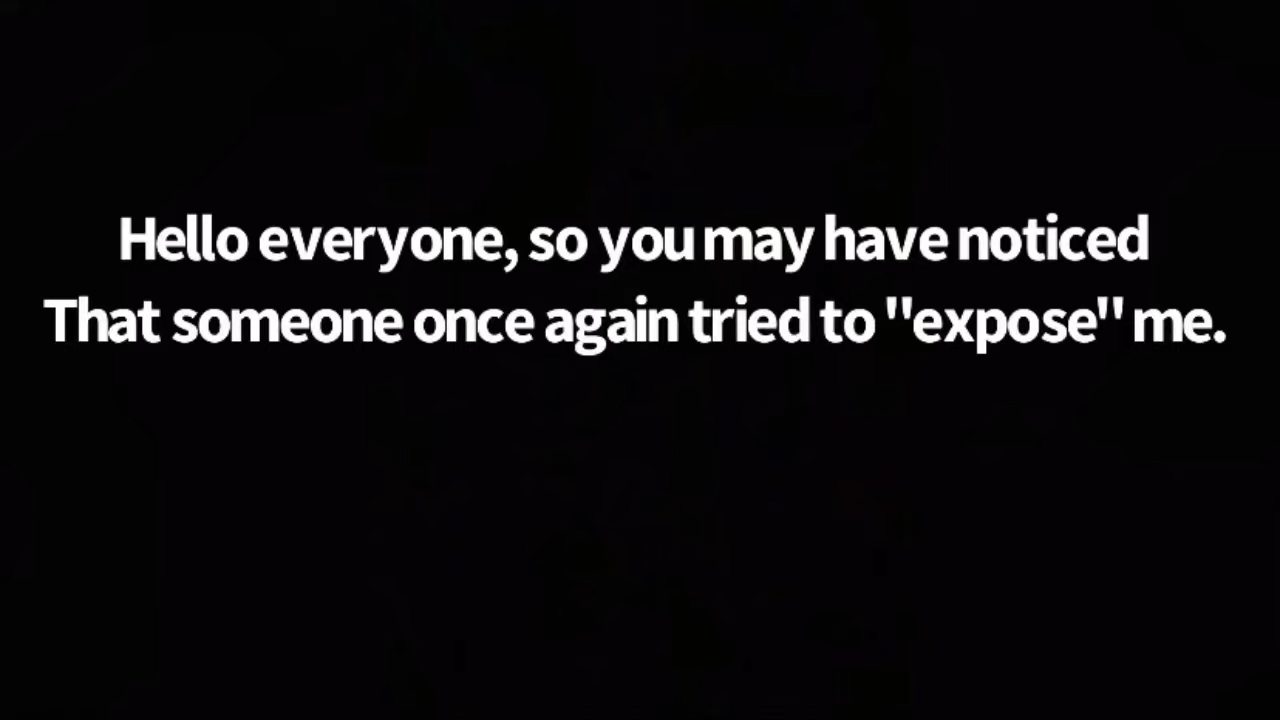 Hello everyone, so you may have noticed
That someone once again tried to "expose" me.